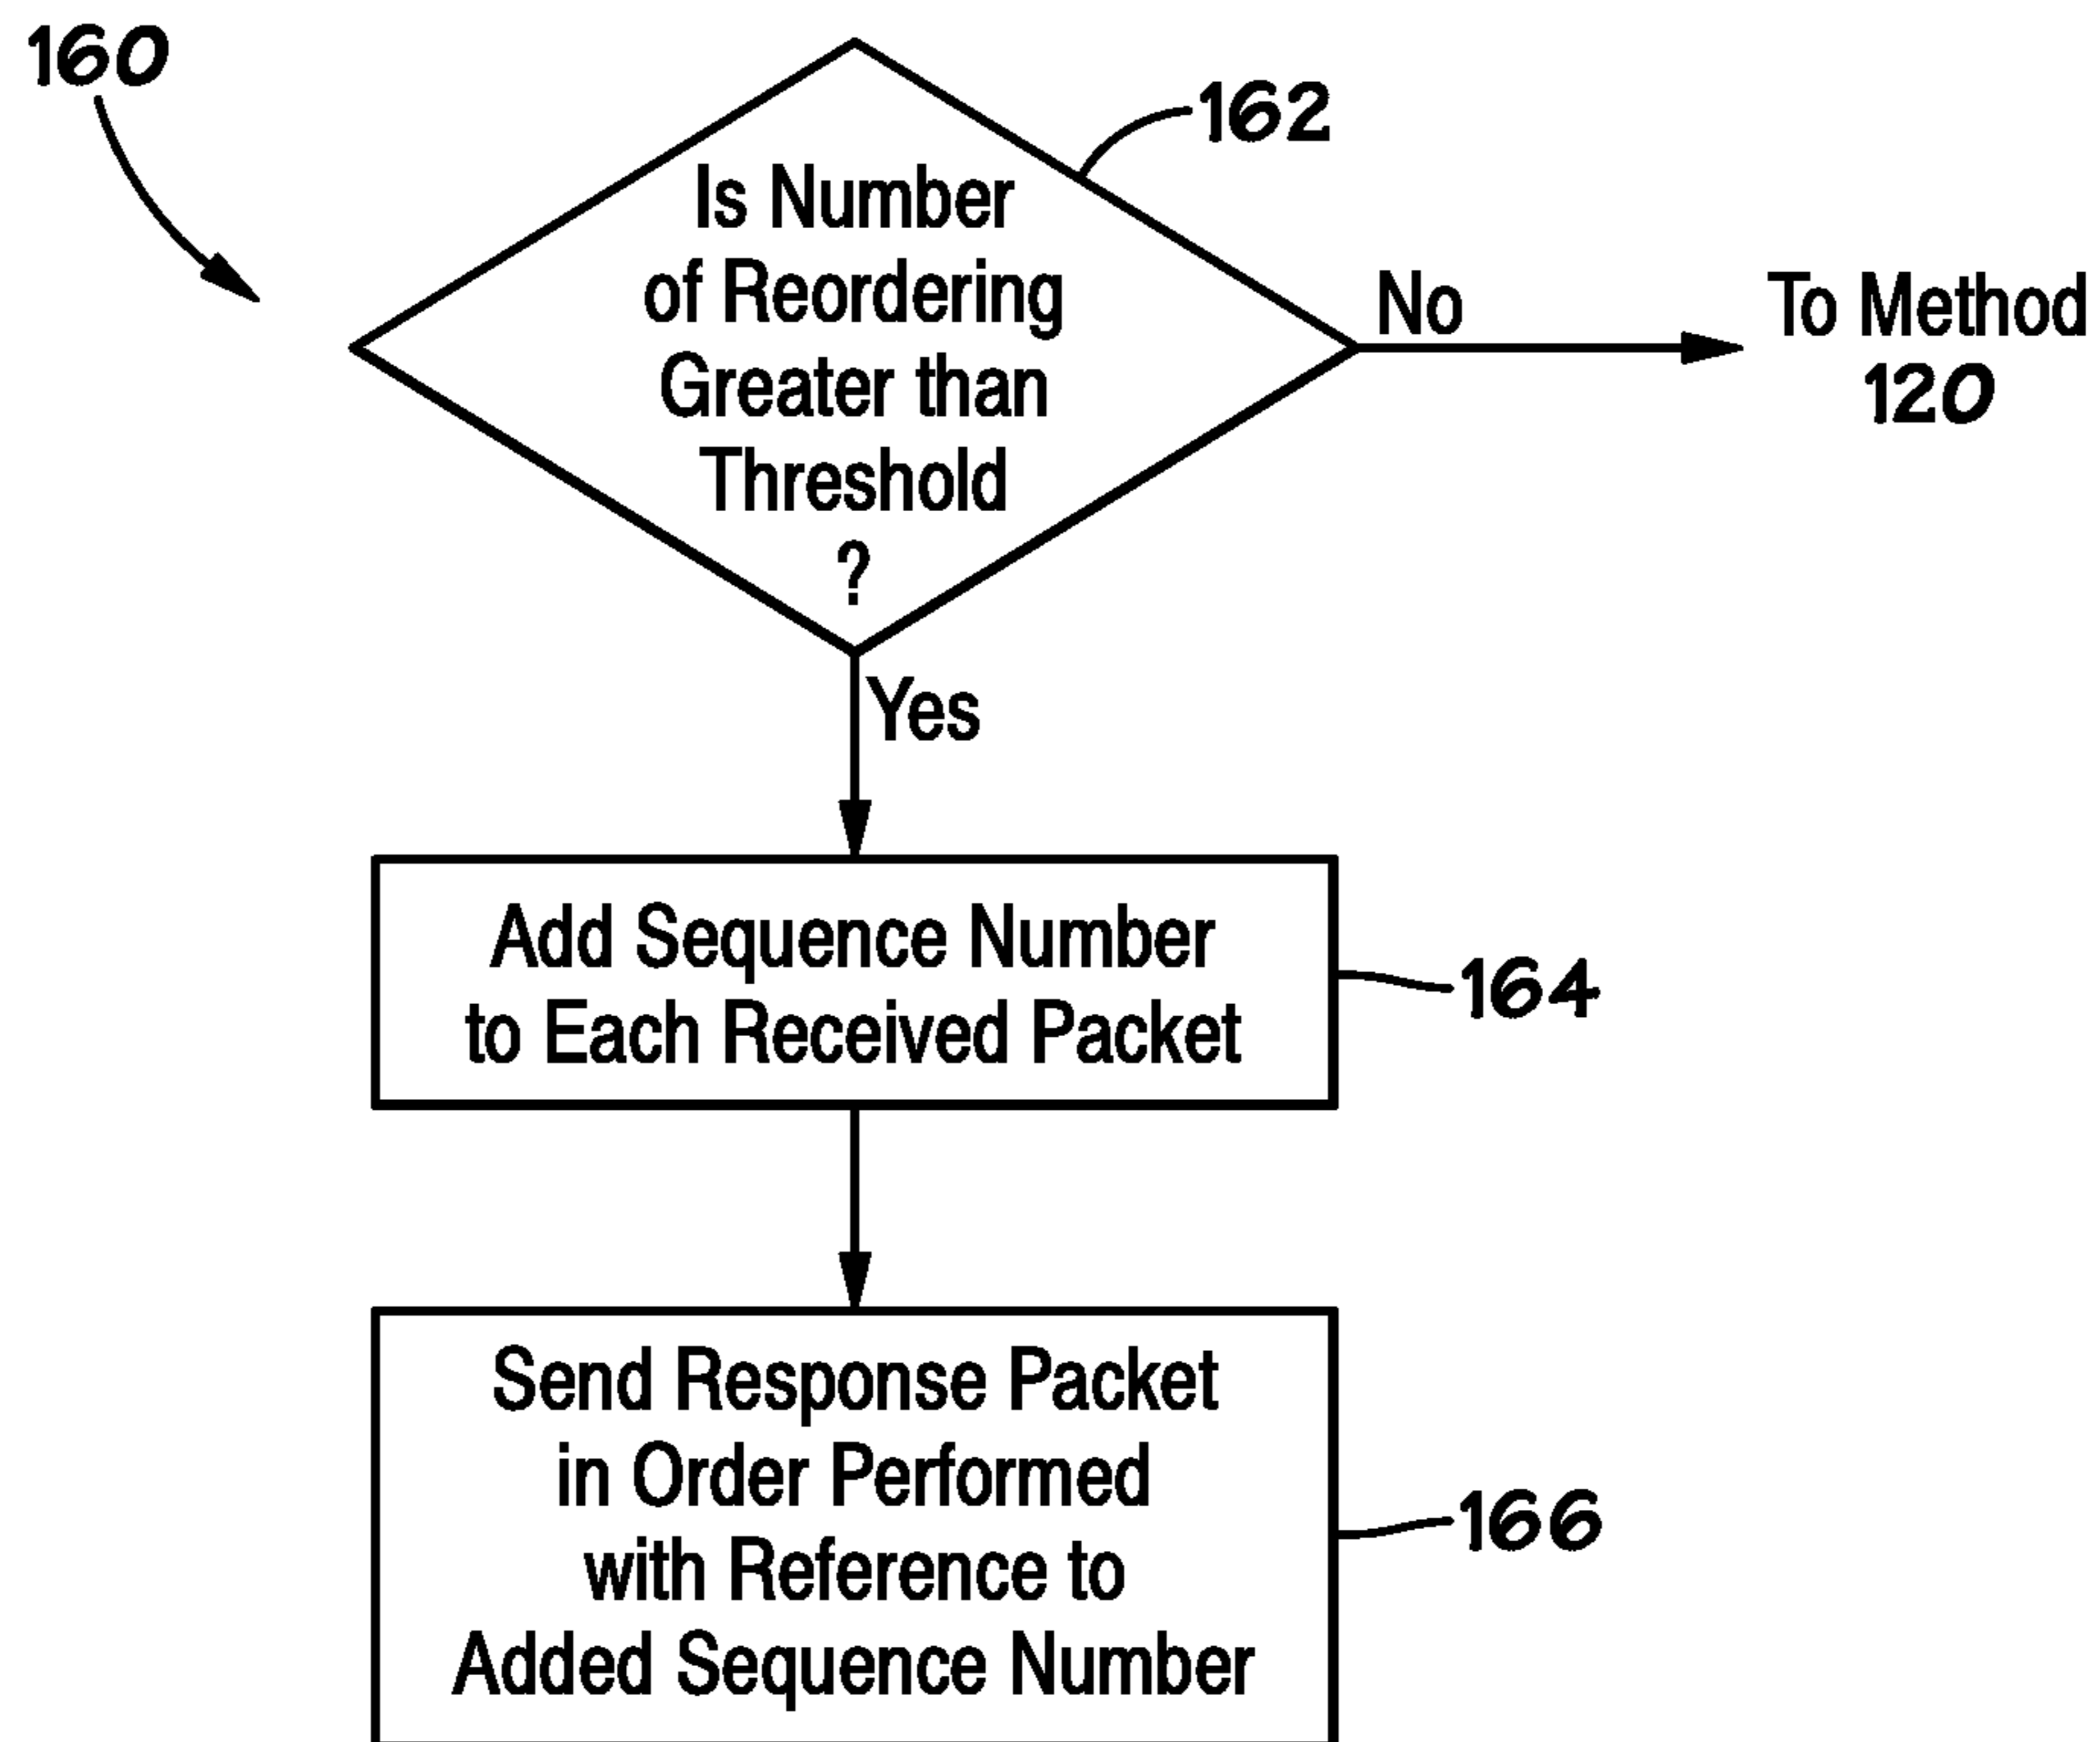 160
162
Is Number
of Reordering
Greater than
Threshold
?
No
To Method
120
Yes
Add Sequence Number
to Each Received Packet
164
Send Response Packet
in Order Performed
with Reference to
Added Sequence Number
166